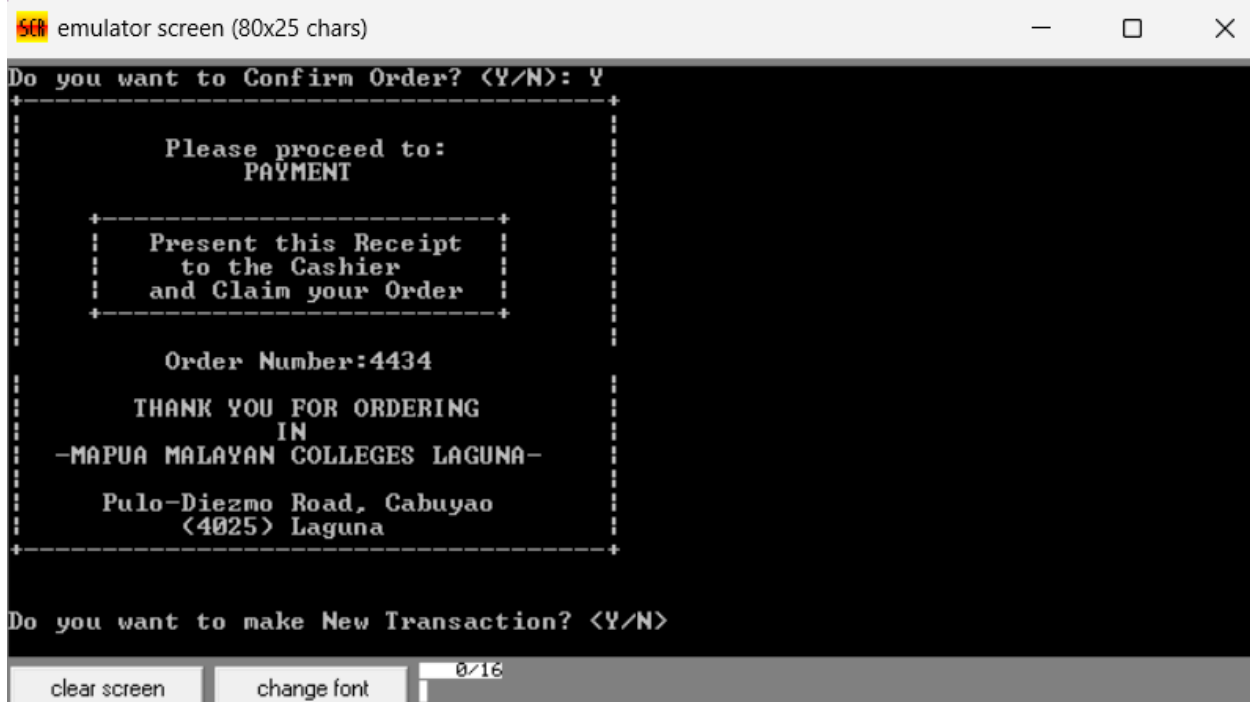 SCR emulator screen (80x25 chars)
Do you want to Confirm Order? (Y/N): Y
Please proceed to:
PAYMENT
Present this Receipt
to the Cashier
and Claim your Order
Order Number:4434
THANK YOU FOR ORDERING
IN
-MAPUA MALAYAN COLLEGES LAGUNA-
Pulo-Diezmo Road, Cabuyao
(4025) Laguna
Do you want to make New Transaction? (Y/N)
clear screen change font 0/16